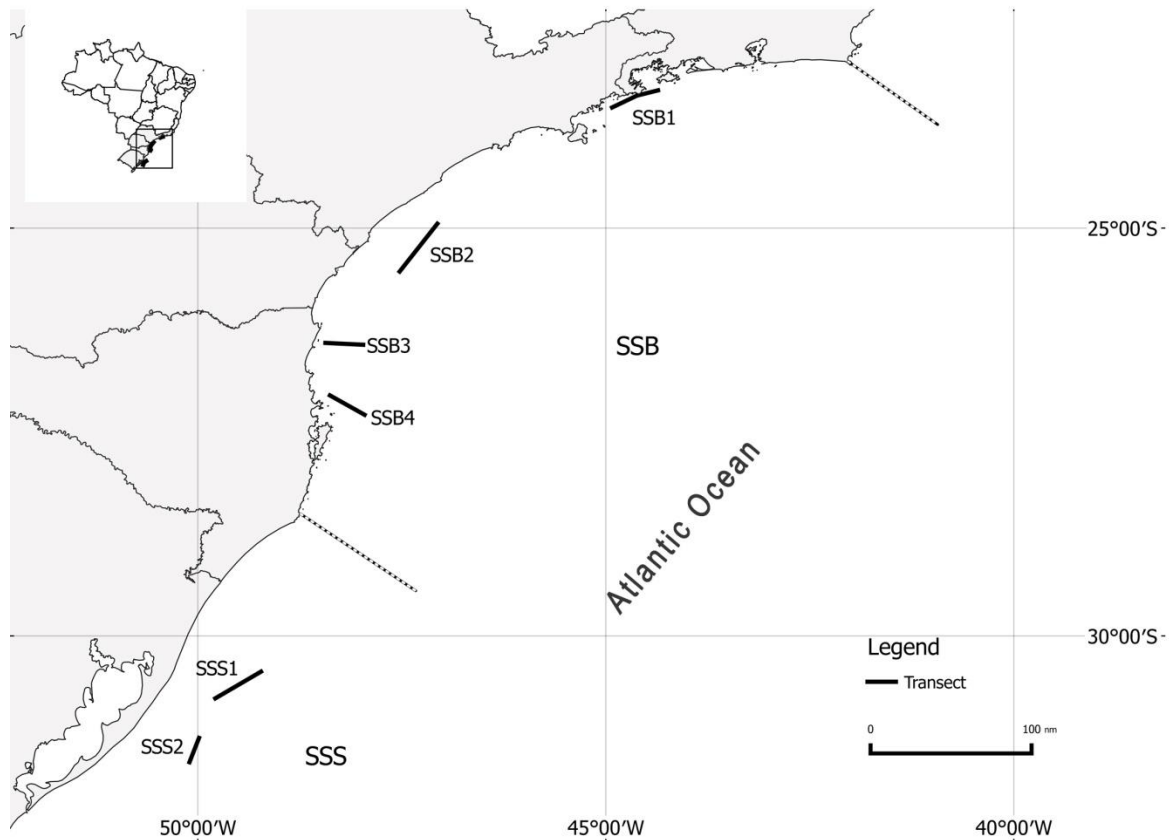 SSB1
25°00'S
SSB2
SSB3
SSB
SSB4
Atlantic Ocean
30°00'S
Legend
SSS1
Transect
0
100 nm
SSS2
SSS
50°00'W
45°00'W
40°00'W